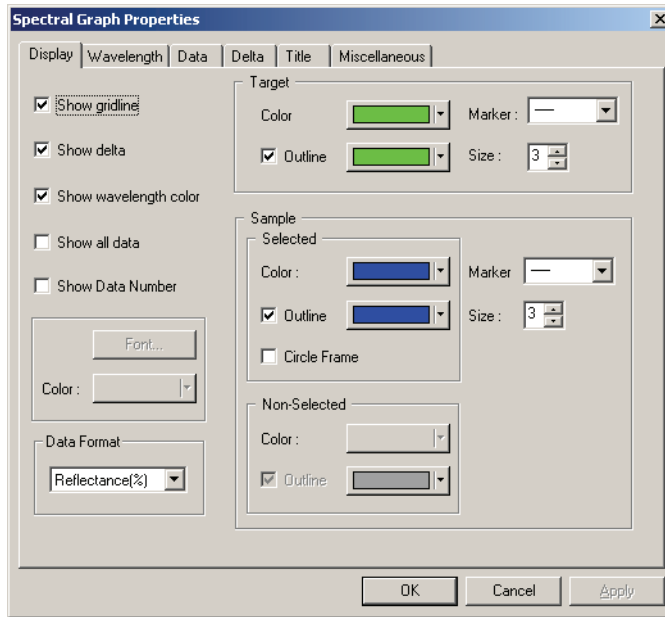 Spectral Graph Properties
Display Wavelength Data Delta Title Miscellaneous
Show gridline
Show delta
Show wavelength color
Show all data
Show Data Number
Font...
Color :
Data Format
Reflectance(%)
Target
Color Marker :
Outline Size : 3
Sample
Selected
Color : Marker
Outline Size : 3
Circle Frame
Non-Selected
Color :
Outline
OK Cancel Apply